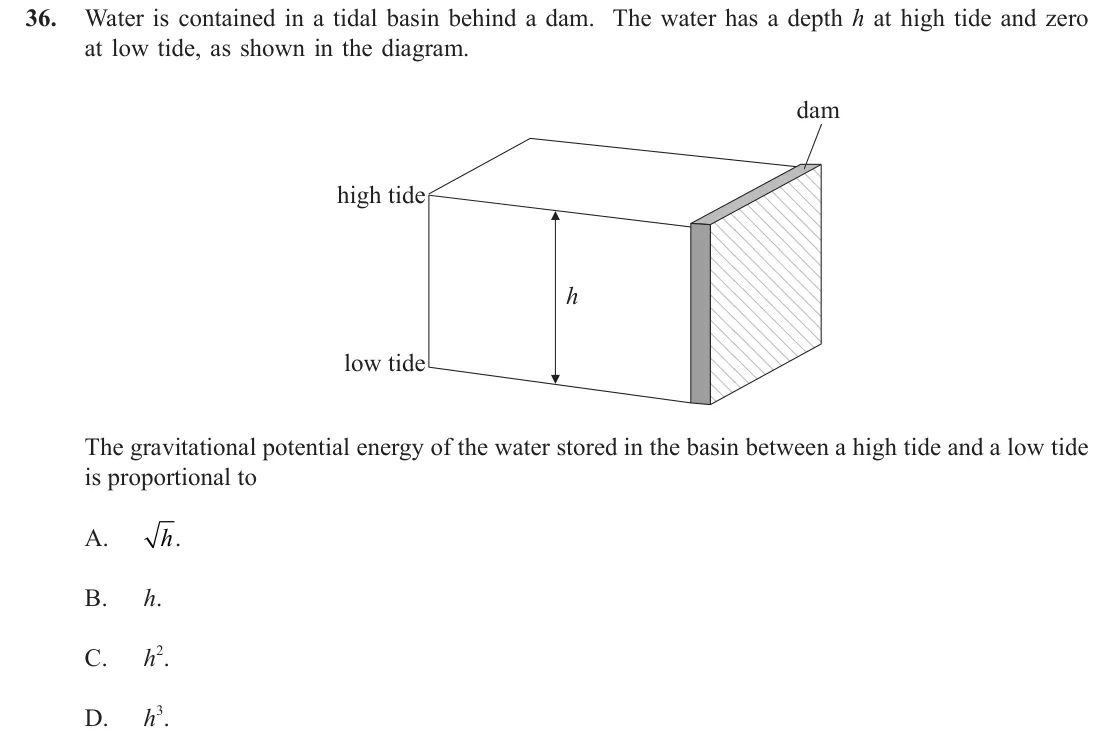 36. Water is contained in a tidal basin behind a dam. The water has a depth h at high tide and zero
at low tide, as shown in the diagram.
dam
high tide
h
low tide
The gravitational potential energy of the water stored in the basin between a high tide and a low tide
is proportional to
A. √h.
B. h.
C. h².
D. h³.